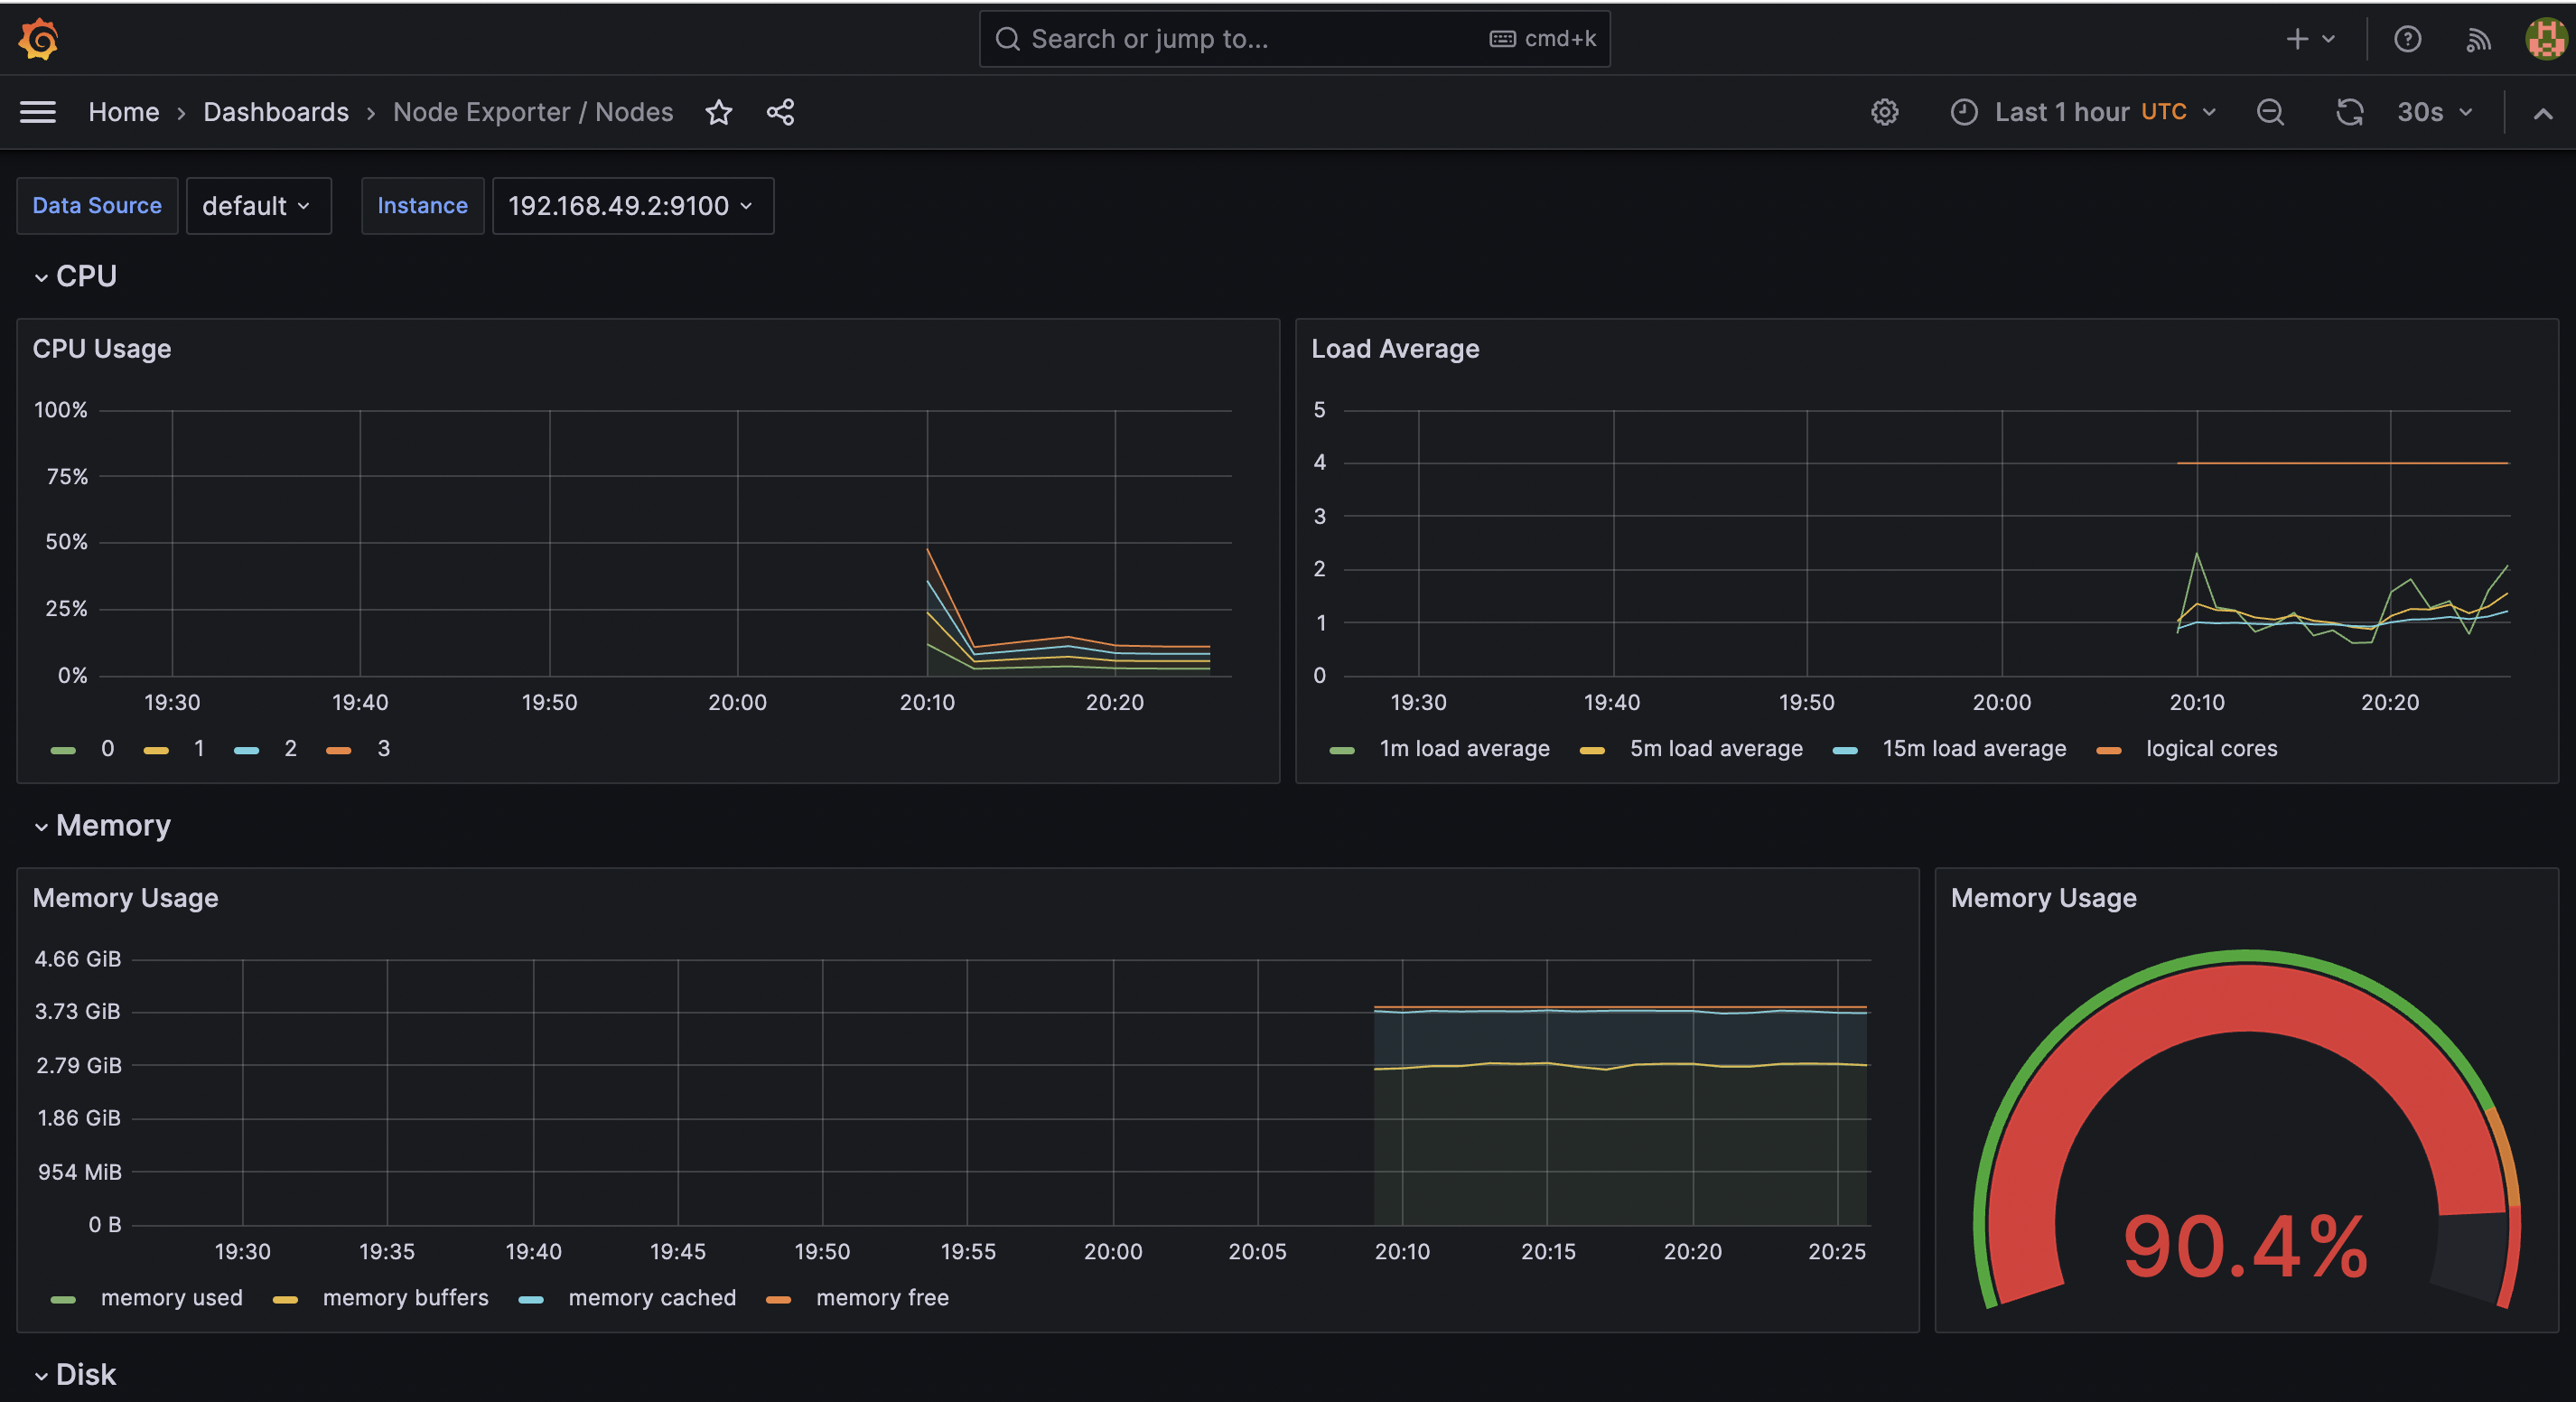 Search or jump to... cmd+k
Home › Dashboards › Node Exporter / Nodes Last 1 hour UTC 30s
Data Source default Instance 192.168.49.2:9100
CPU
CPU Usage
100%
75%
50%
25%
0%
19:30 19:40 19:50 20:00 20:10 20:20
0 1 2 3
Load Average
5
4
3
2
1
0
19:30 19:40 19:50 20:00 20:10 20:20
1m load average 5m load average 15m load average logical cores
Memory
Memory Usage
4.66 GiB
3.73 GiB
2.79 GiB
1.86 GiB
954 MiB
0 B
19:30 19:35 19:40 19:45 19:50 19:55 20:00 20:05 20:10 20:15 20:20 20:25
memory used memory buffers memory cached memory free
Memory Usage
90.4%
Disk